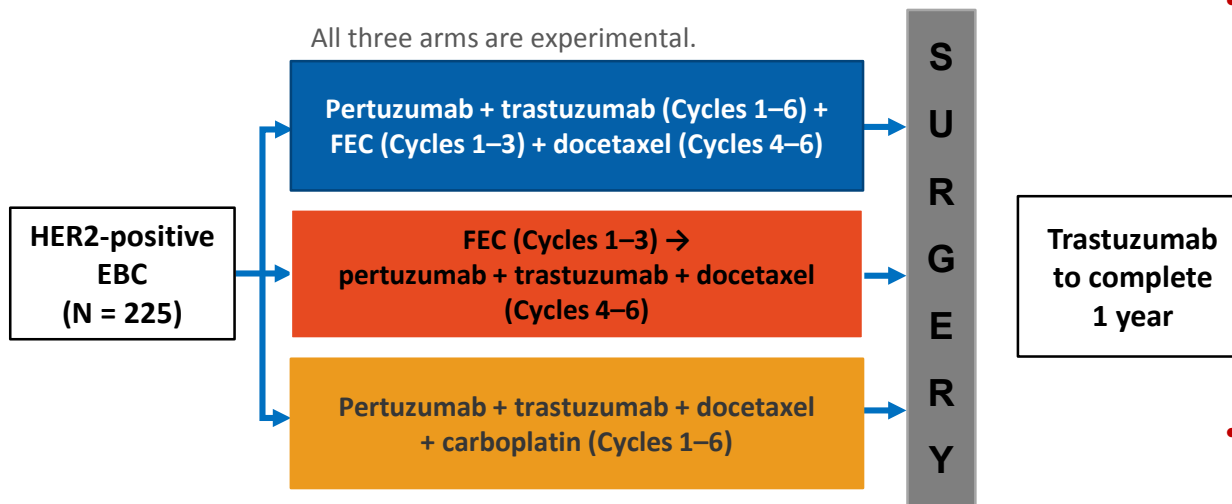 All three arms are experimental.
HER2-positive
EBC
(N = 225)
Pertuzumab + trastuzumab (Cycles 1–6) +
FEC (Cycles 1–3) + docetaxel (Cycles 4–6)
FEC (Cycles 1–3) →
pertuzumab + trastuzumab + docetaxel
(Cycles 4–6)
Pertuzumab + trastuzumab + docetaxel
+ carboplatin (Cycles 1–6)
S
U
R
G
E
R
Y
Trastuzumab
to complete
1 year